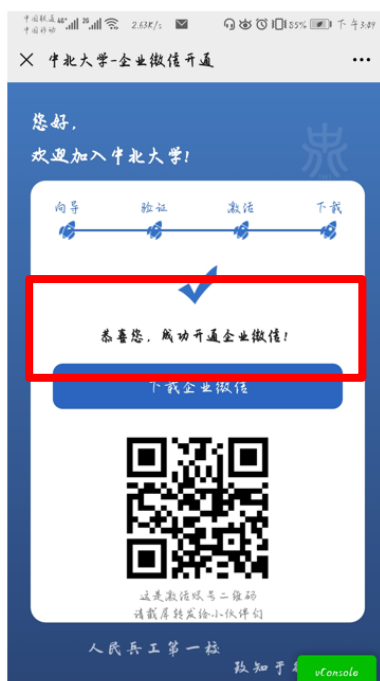 中国联通 4G 2G 2.53K/s 85% 下午3:07
中国移动
× 中北大学-企业微信开通 •••
您好，
欢迎加入中北大学！
向导 验证 激活 下载
恭喜您，成功开通企业微信！
下载企业微信
这是激活账号二维码
请截屏转发给小伙伴们
人民兵工第一校
致知于
vConsole